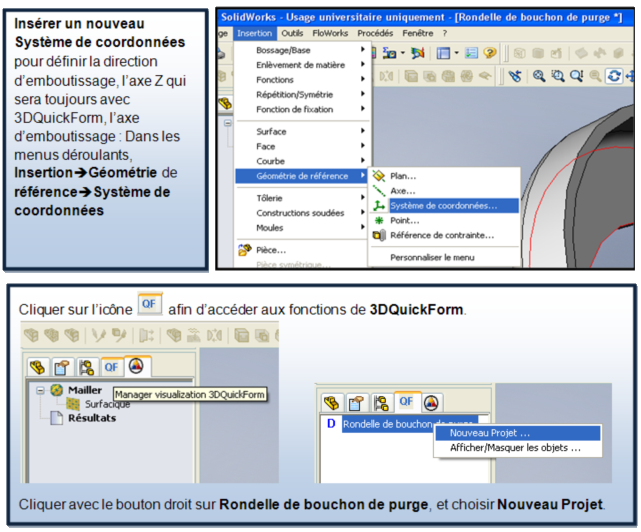 Insérer un nouveau
Système de coordonnées
pour définir la direction
d'emboutissage, l'axe Z qui
sera toujours avec
3DQuickForm, l'axe
d'emboutissage : Dans les
menus déroulants,
Insertion➔Géométrie de
référence➔Système de
coordonnées
SolidWorks - Usage universitaire uniquement - [Rondelle de bouchon de purge *]
ge Insertion Outils FloWorks Procédés Fenêtre ?
Bossage/Base
Enlèvement de matière
Fonctions
Répétition/Symétrie
Fonction de fixation
Surface
Face
Courbe
Géométrie de référence
Tôlerie
Constructions soudées
Moules
Pièce...
Pièce symétrique...
Plan...
Axe...
Système de coordonnées...
Point...
Référence de contrainte...
Personnaliser le menu
Cliquer sur l'icône QF afin d'accéder aux fonctions de 3DQuickForm.
QF
Mailler
Manager visualization 3DQuickForm
Surfacique
Résultats
QF
D Rondelle de bouchon de purge
Nouveau Projet ...
Afficher/Masquer les objets ...
Cliquer avec le bouton droit sur Rondelle de bouchon de purge, et choisir Nouveau Projet.